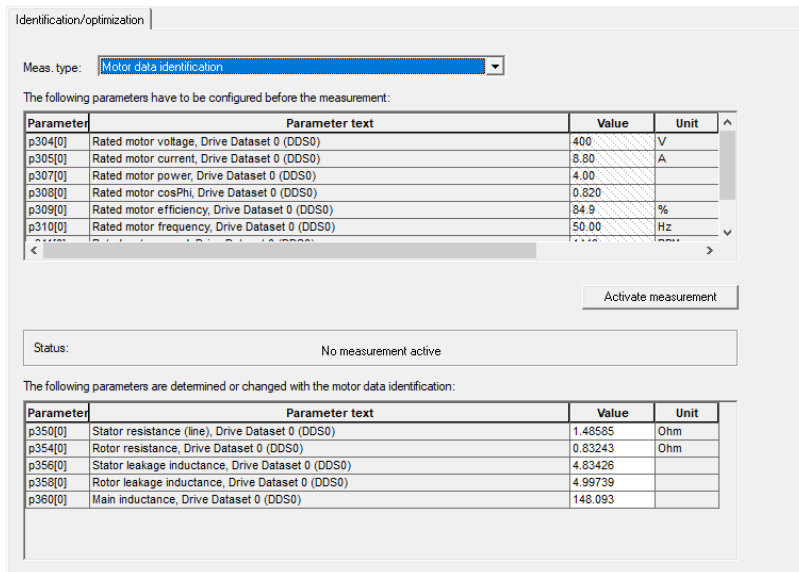 Identification/optimization
Meas. type: Motor data identification
The following parameters have to be configured before the measurement:
Parameter Parameter text Value Unit
p304[0] Rated motor voltage, Drive Dataset 0 (DDS0) 400 V
p305[0] Rated motor current, Drive Dataset 0 (DDS0) 8.80 A
p307[0] Rated motor power, Drive Dataset 0 (DDS0) 4.00
p308[0] Rated motor cosPhi, Drive Dataset 0 (DDS0) 0.820
p309[0] Rated motor efficiency, Drive Dataset 0 (DDS0) 84.9 %
p310[0] Rated motor frequency, Drive Dataset 0 (DDS0) 50.00 Hz
Activate measurement
Status: No measurement active
The following parameters are determined or changed with the motor data identification:
Parameter Parameter text Value Unit
p350[0] Stator resistance (line), Drive Dataset 0 (DDS0) 1.48585 Ohm
p354[0] Rotor resistance, Drive Dataset 0 (DDS0) 0.83243 Ohm
p356[0] Stator leakage inductance, Drive Dataset 0 (DDS0) 4.83426
p358[0] Rotor leakage inductance, Drive Dataset 0 (DDS0) 4.99739
p360[0] Main inductance, Drive Dataset 0 (DDS0) 148.093